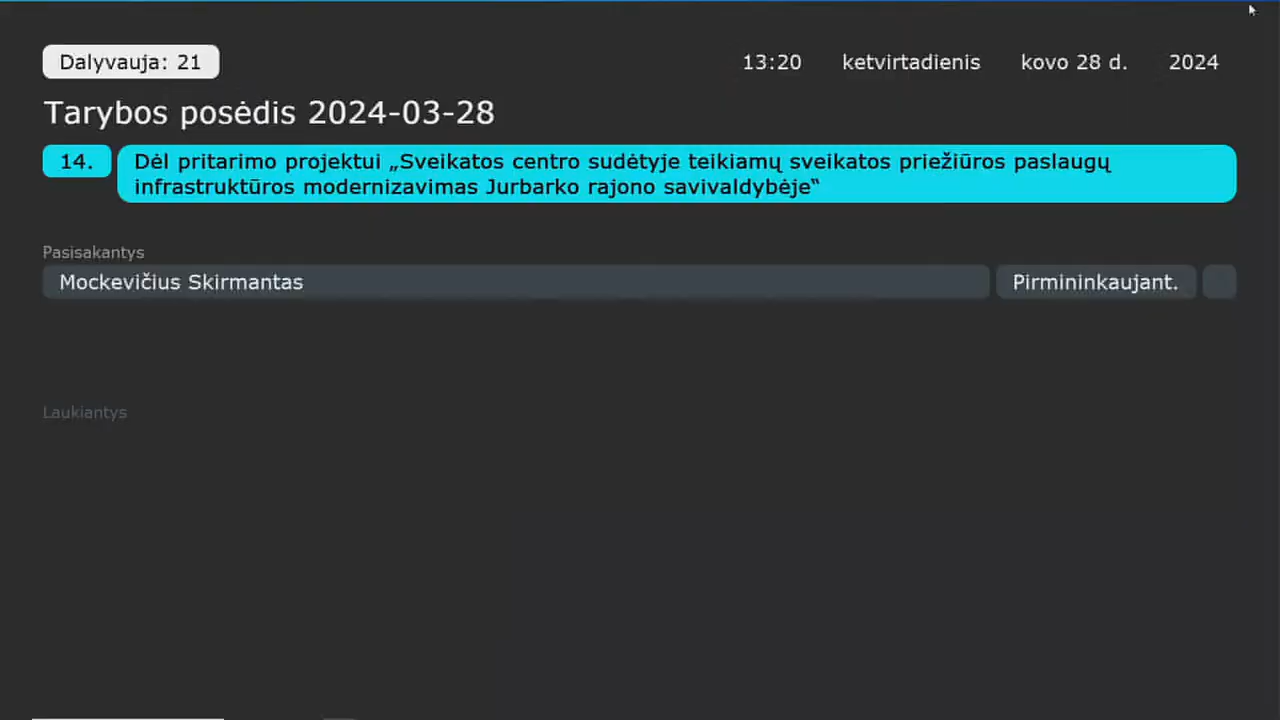 Dalyvauja: 21
13:20 ketvirtadienis kovo 28 d. 2024
Tarybos posėdis 2024-03-28
14. Dėl pritarimo projektui „Sveikatos centro sudėtyje teikiamų sveikatos priežiūros paslaugų
infrastruktūros modernizavimas Jurbarko rajono savivaldybėje“
Pasisakantys
Mockevičius Skirmantas Pirmininkaujant.
Laukiantys